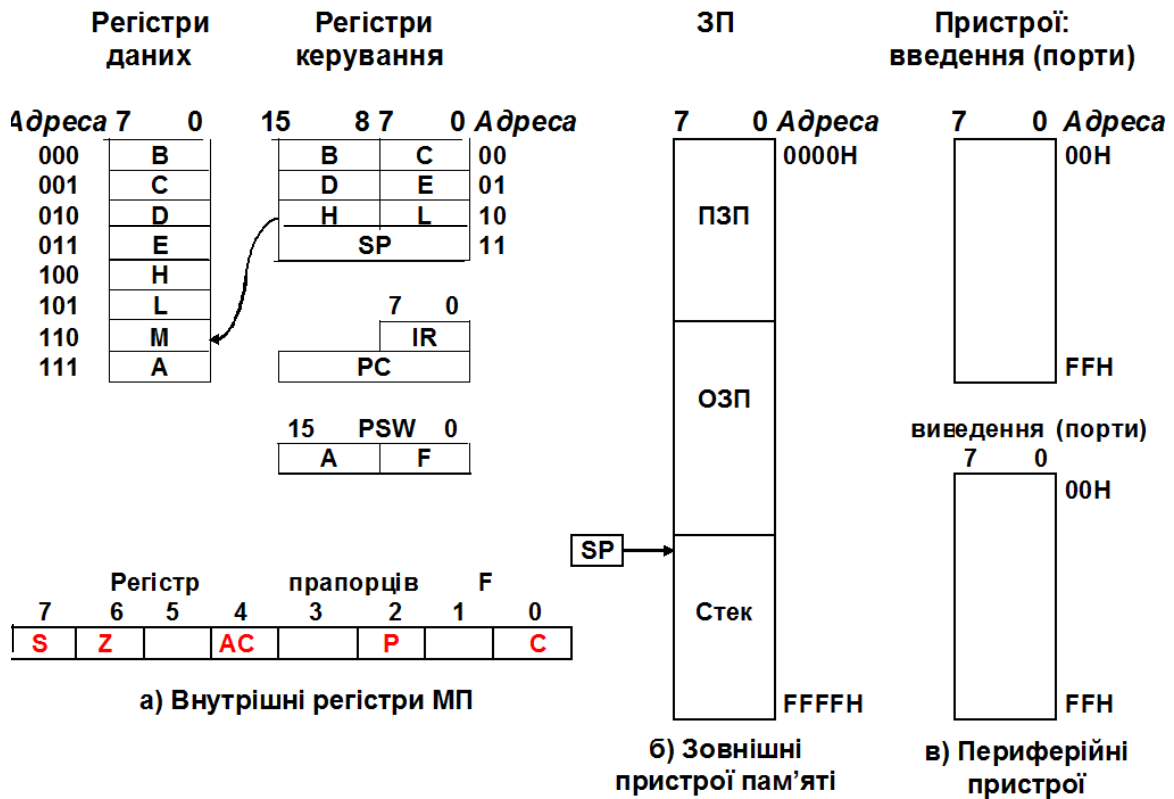 Регістри даних
Регістри керування
ЗП
Пристрої:
введення (порти)
Адреса 7 0
15 8 7 0 Адреса
7 0 Адреса
7 0 Адреса
000 B
001 C
010 D
011 E
100 H
101 L
110 M
111 A
B C 00
D E 01
H L 10
SP 11
7 0
IR
PC
15 PSW 0
A F
0000H
ПЗП
ОЗП
SP
Стек
FFFFH
00H
FFH
виведення (порти)
7 0
00H
FFH
Регістр прапорців F
7 6 5 4 3 2 1 0
S Z AC P C
а) Внутрішні регістри МП
б) Зовнішні
пристрої пам’яті
в) Периферійні
пристрої